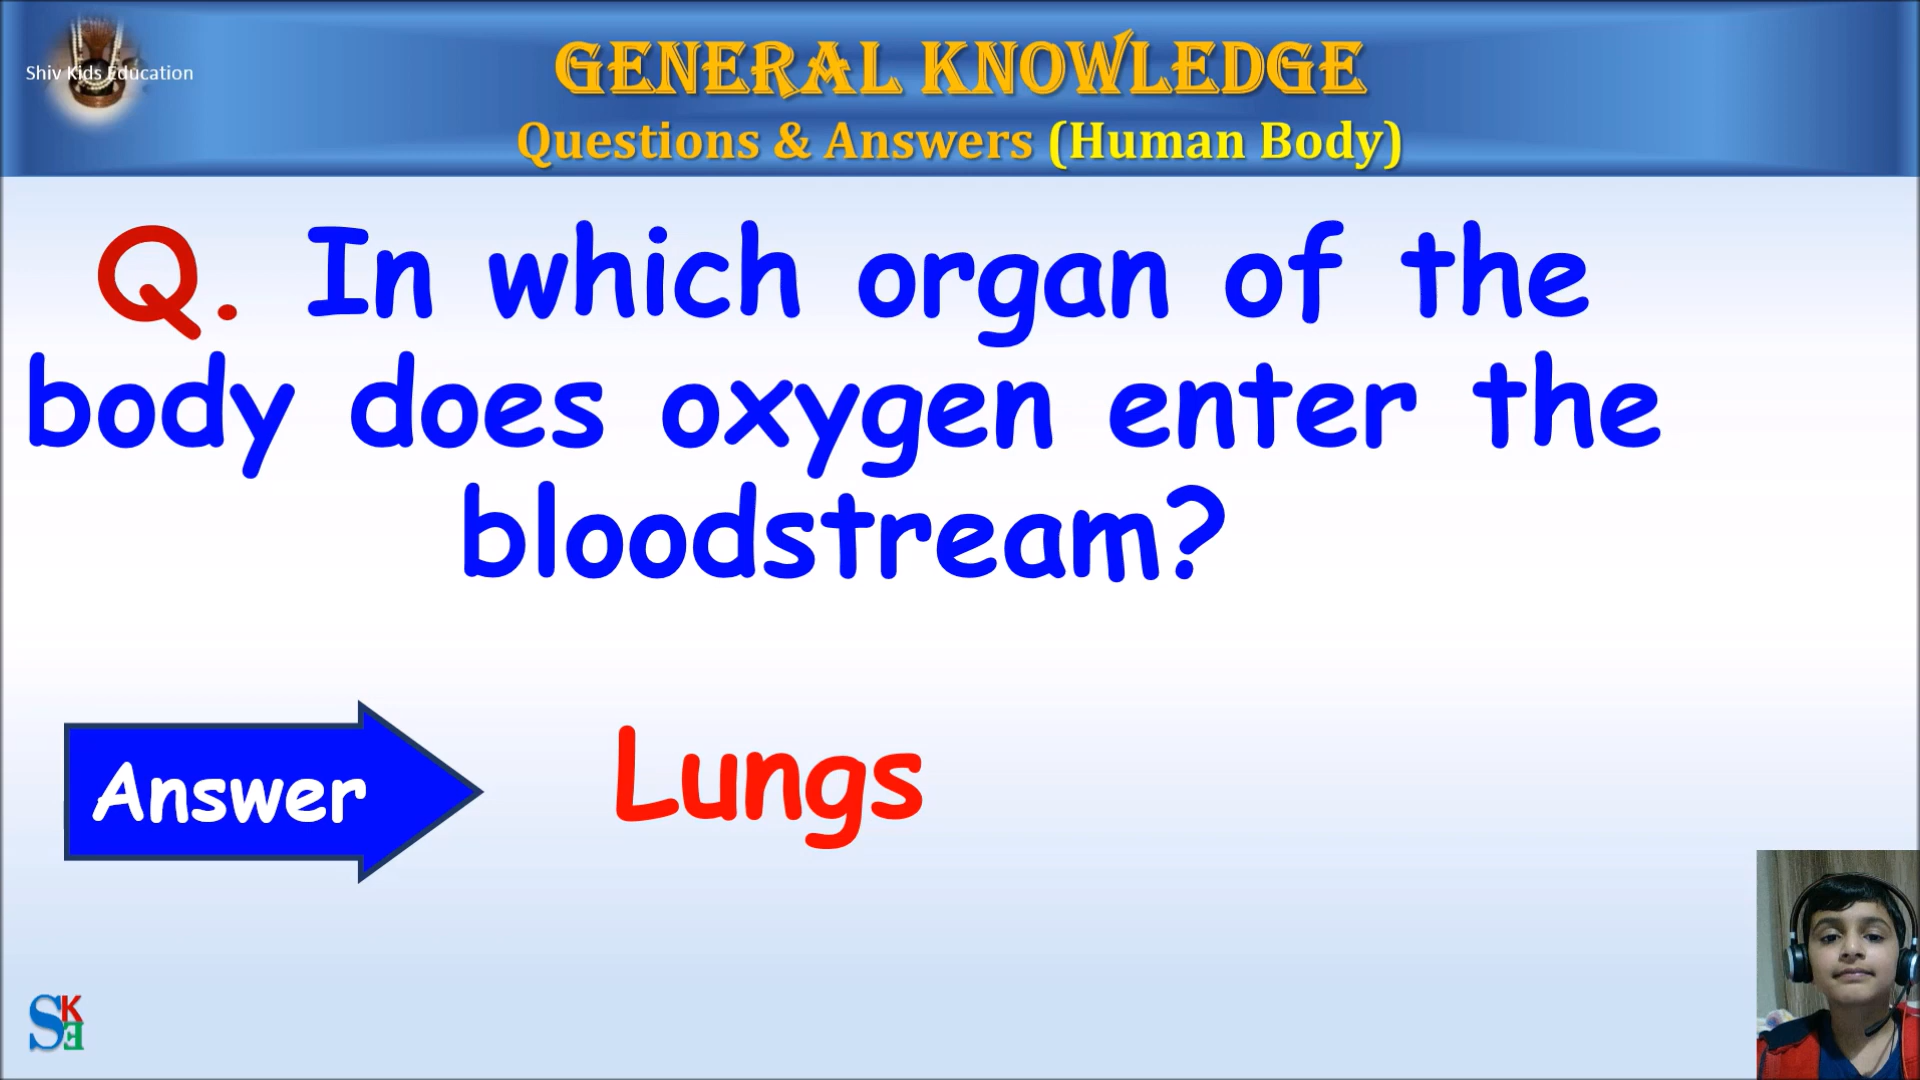 Shiv Kids Education
GENERAL KNOWLEDGE
Questions & Answers (Human Body)
Q. In which organ of the
body does oxygen enter the
bloodstream?
Answer
Lungs
SKE